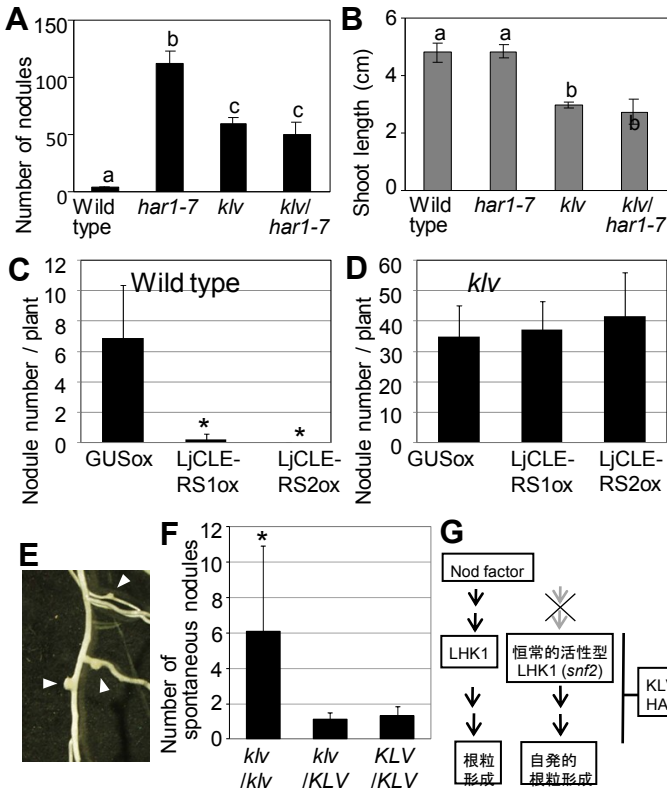 A
150
100
50
0
Number of nodules
a
b
c
c
Wild type
har1-7
klv
klv/
har1-7
B
6
4
2
0
Shoot length (cm)
a
a
b
b
Wild type
har1-7
klv
klv/
har1-7
C
Wild type
12
10
8
6
4
2
0
Nodule number / plant
*
*
GUSox
LjCLE-
RS1ox
LjCLE-
RS2ox
D
klv
60
50
40
30
20
10
0
Nodule number / plant
GUSox
LjCLE-
RS1ox
LjCLE-
RS2ox
E
F
12
10
8
6
4
2
0
Number of
spontaneous nodules
*
klv
/klv
klv
/KLV
KLV
/KLV
G
Nod factor
LHK1
恒常的活性型
LHK1 (snf2)
根粒
形成
自発的
根粒形成